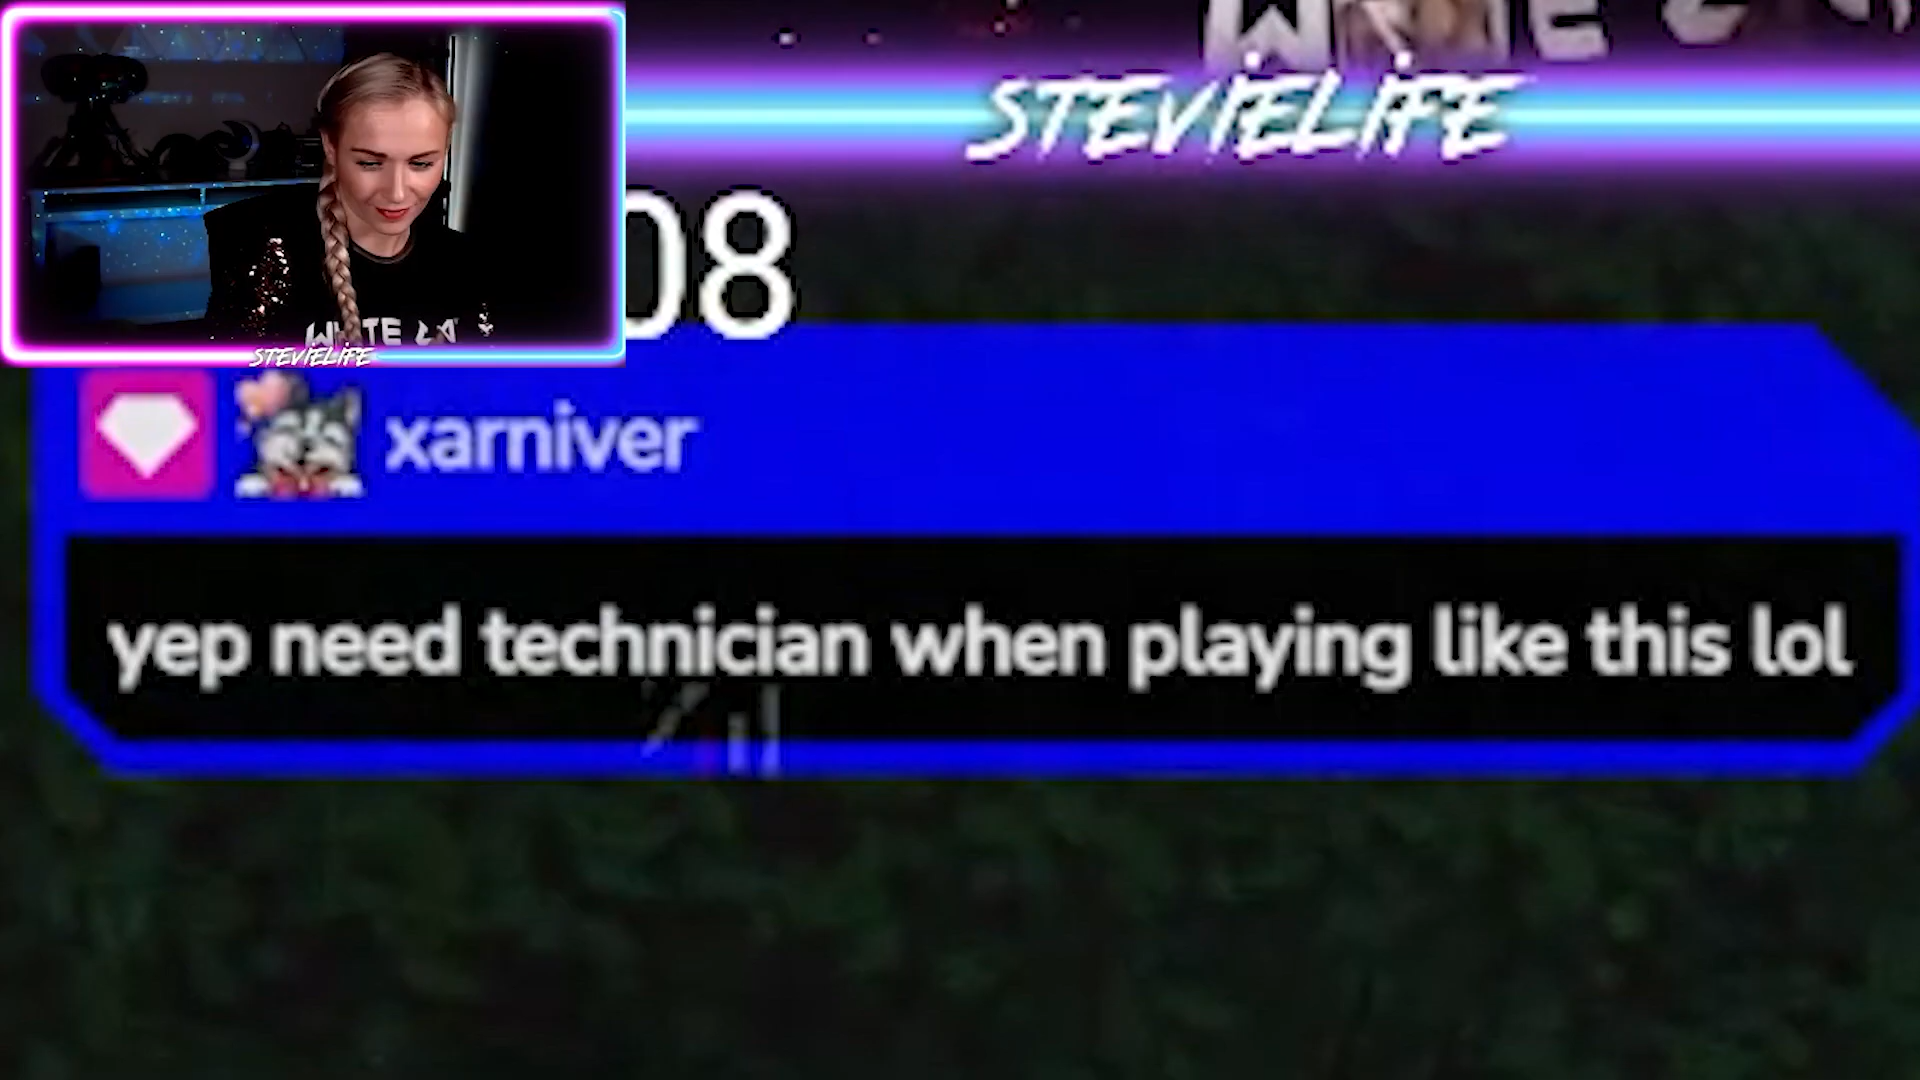 STEVIELIFE
08
STEVIELIFE
xarniver
yep need technician when playing like this lol